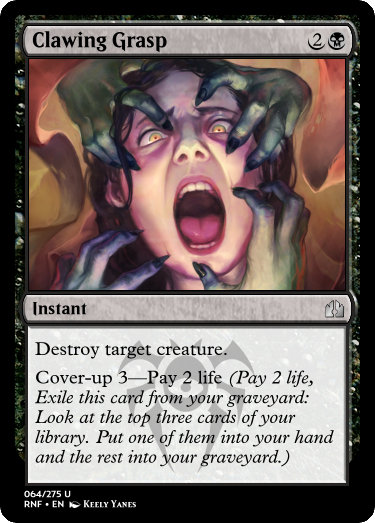 Clawing Grasp 2
Instant
Destroy target creature.
Cover-up 3—Pay 2 life (Pay 2 life,
Exile this card from your graveyard:
Look at the top three cards of your
library. Put one of them into your hand
and the rest into your graveyard.)
064/275 U
RNF • EN Keely Yanes